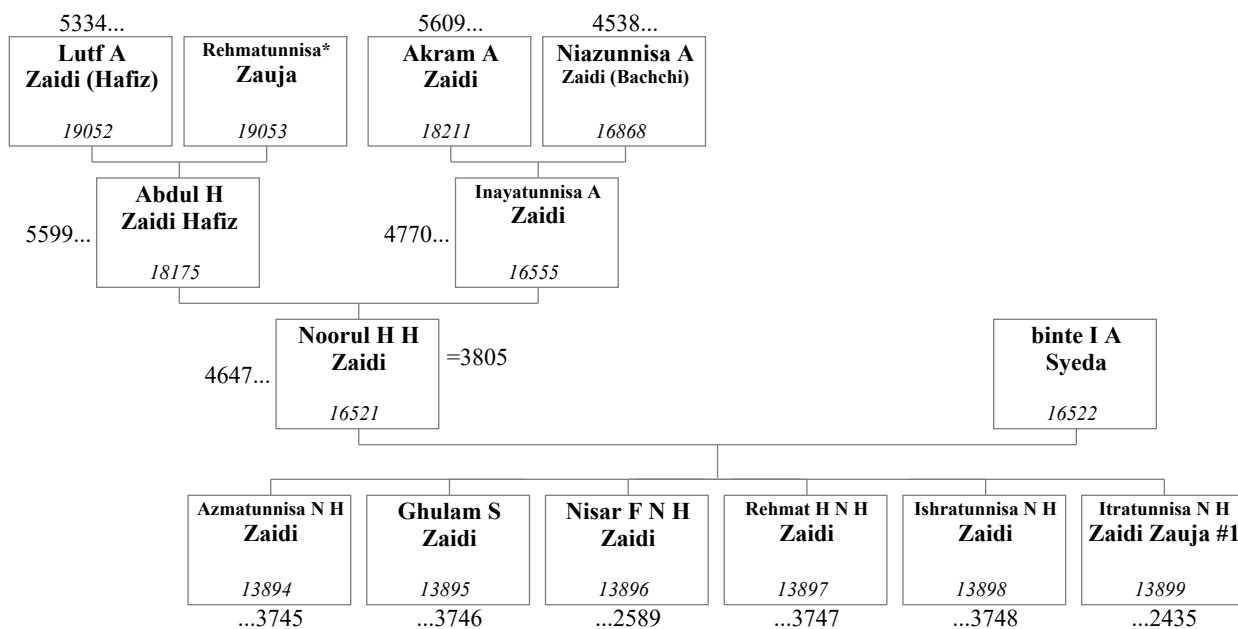 5334... 5609... 4538...
Lutf A
Zaidi (Hafiz)
19052
Rehmatunnisa*
Zauja
19053
Akram A
Zaidi
18211
Niazunnisa A
Zaidi (Bachchi)
16868
5599...
Abdul H
Zaidi Hafiz
18175
4770...
Inayatunnisa A
Zaidi
16555
4647...
Noorul H H
Zaidi
16521
=3805
binte I A
Syeda
16522
Azmatunnisa N H
Zaidi
13894
...3745
Ghulam S
Zaidi
13895
...3746
Nisar F N H
Zaidi
13896
...2589
Rehmat H N H
Zaidi
13897
...3747
Ishratunnisa N H
Zaidi
13898
...3748
Itratunnisa N H
Zaidi Zauja #1
13899
...2435